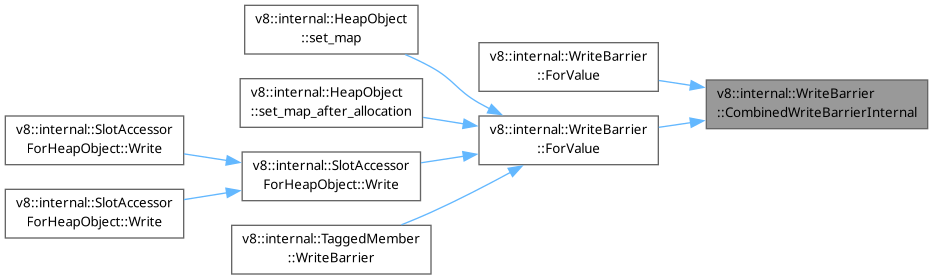 v8::internal::HeapObject
::set_map
v8::internal::WriteBarrier
::ForValue
v8::internal::WriteBarrier
::CombinedWriteBarrierInternal
v8::internal::HeapObject
::set_map_after_allocation
v8::internal::SlotAccessor
ForHeapObject::Write
v8::internal::WriteBarrier
::ForValue
v8::internal::SlotAccessor
ForHeapObject::Write
v8::internal::SlotAccessor
ForHeapObject::Write
v8::internal::TaggedMember
::WriteBarrier